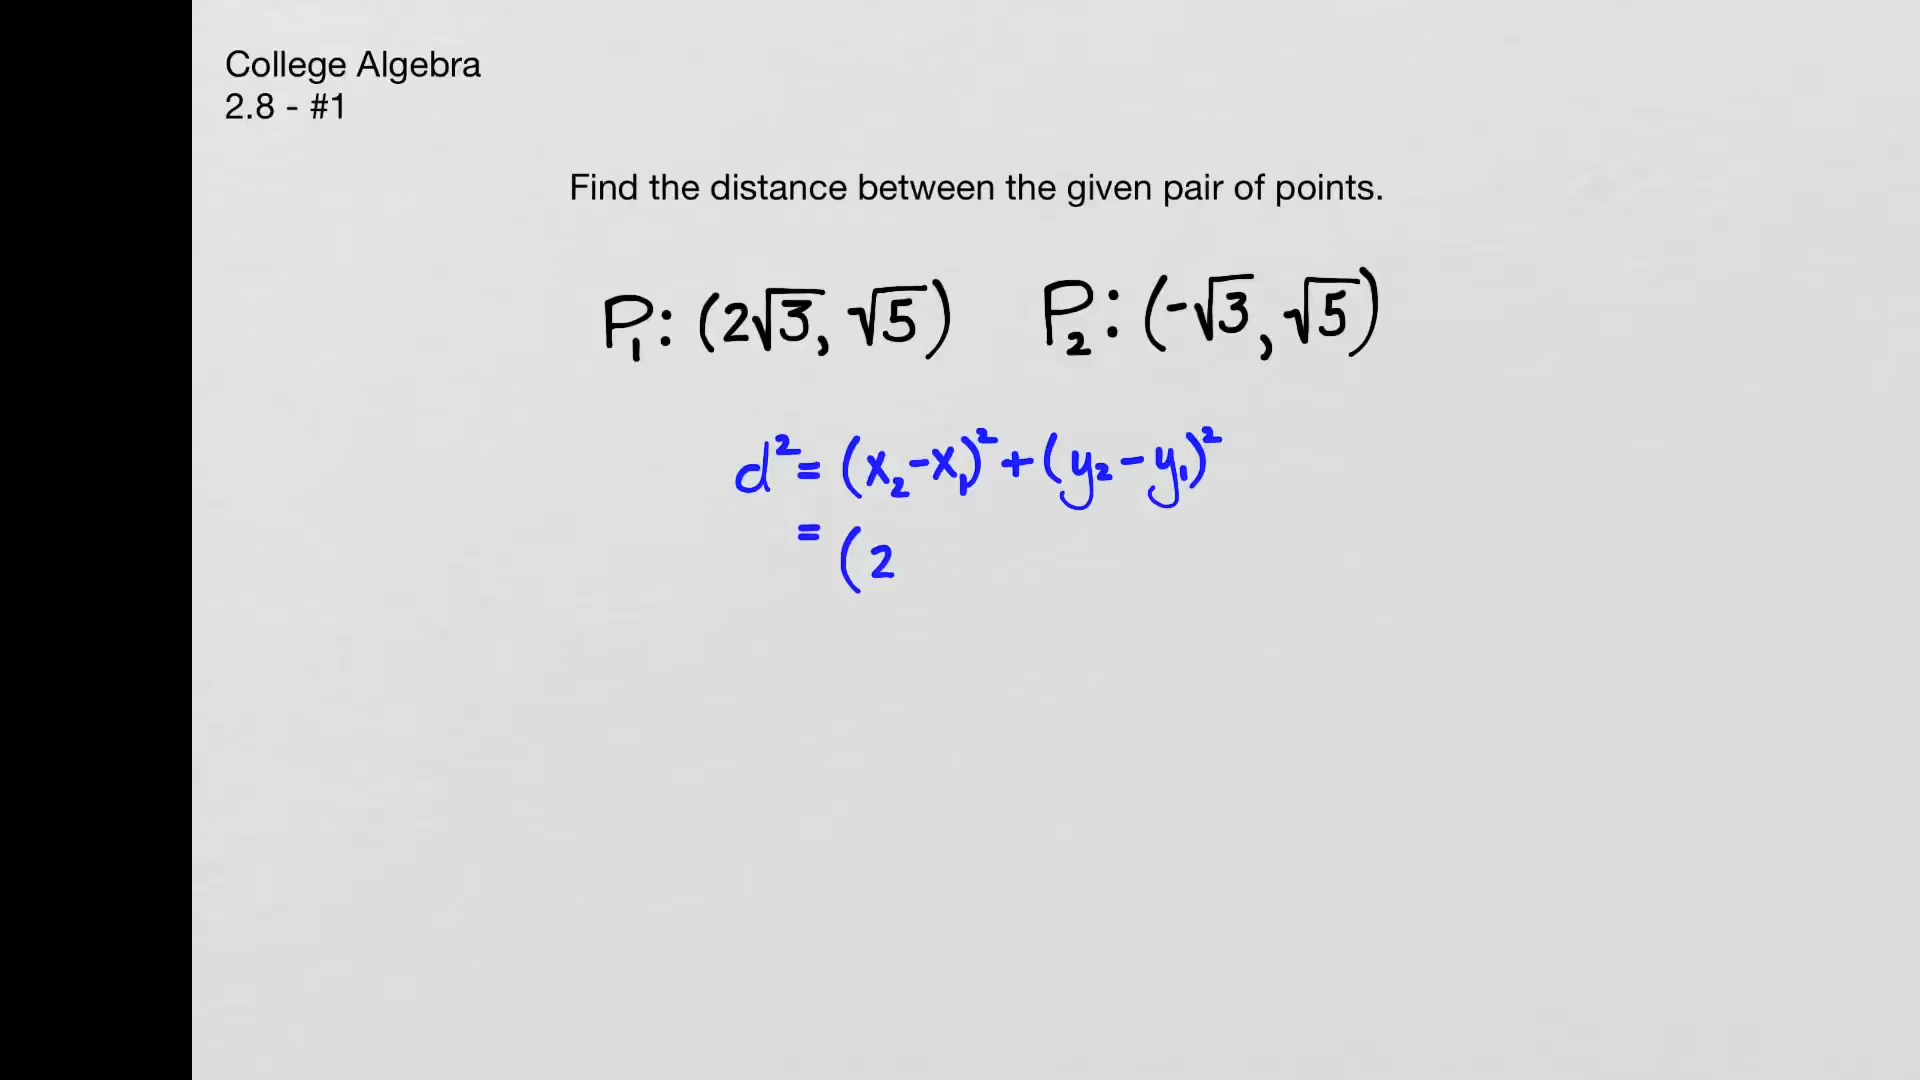 College Algebra
2.8 - #1
Find the distance between the given pair of points.
P₁: (2√3, √5) P₂: (-√3, √5)
d² = (x₂-x₁)² + (y₂-y₁)²
= (2